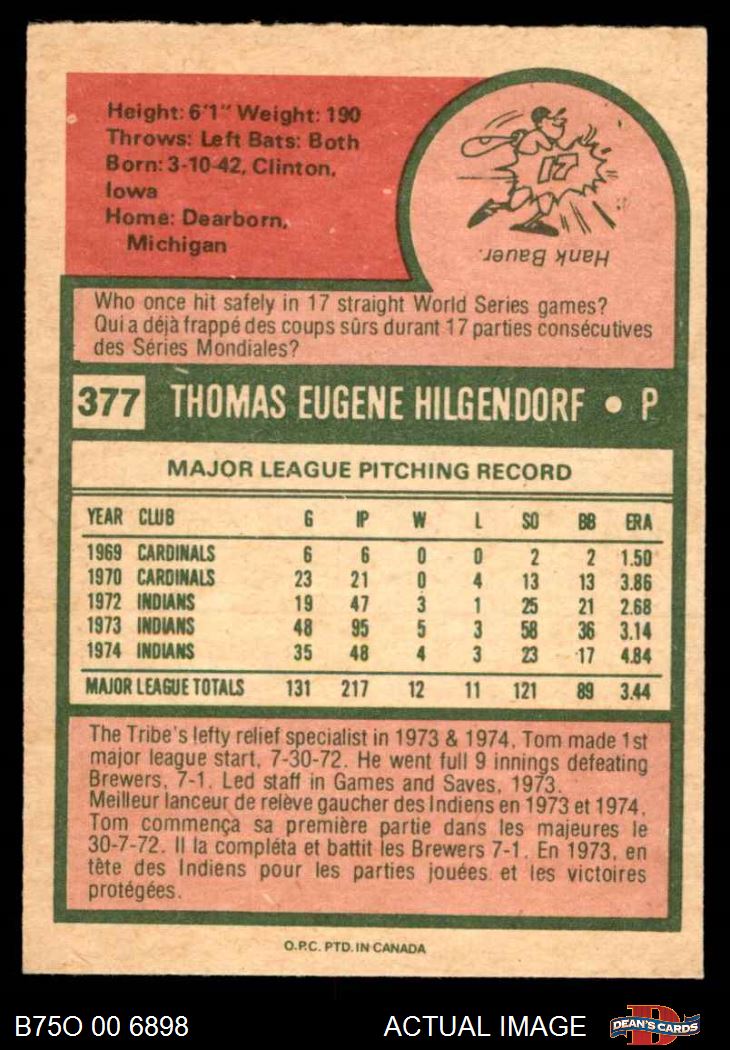 Height: 6'1" Weight: 190
Throws: Left Bats: Both
Born: 3-10-42, Clinton,
Iowa
Home: Dearborn,
Michigan
17
Hank Bauer.
Who once hit safely in 17 straight World Series games?
Qui a déjà frappé des coups sûrs durant 17 parties consécutives
des Séries Mondiales?
377 THOMAS EUGENE HILGENDORF • P
MAJOR LEAGUE PITCHING RECORD
YEAR CLUB G IP W L SO BB ERA
1969 CARDINALS 6 6 0 0 2 2 1.50
1970 CARDINALS 23 21 0 4 13 13 3.86
1972 INDIANS 19 47 3 1 25 21 2.68
1973 INDIANS 48 95 5 3 58 36 3.14
1974 INDIANS 35 48 4 3 23 17 4.84
MAJOR LEAGUE TOTALS 131 217 12 11 121 89 3.44
The Tribe's lefty relief specialist in 1973 & 1974, Tom made 1st
major league start, 7-30-72. He went full 9 innings defeating
Brewers, 7-1. Led staff in Games and Saves, 1973.
Meilleur lanceur de relève gaucher des Indiens en 1973 et 1974,
Tom commença sa première partie dans les majeures le
30-7-72. Il la compléta et battit les Brewers 7-1. En 1973, en
tête des Indiens pour les parties jouées et les victoires
protégées.
O.P.C. PTD. IN CANADA
B75O 00 6898 ACTUAL IMAGE DEAN'S CARDS